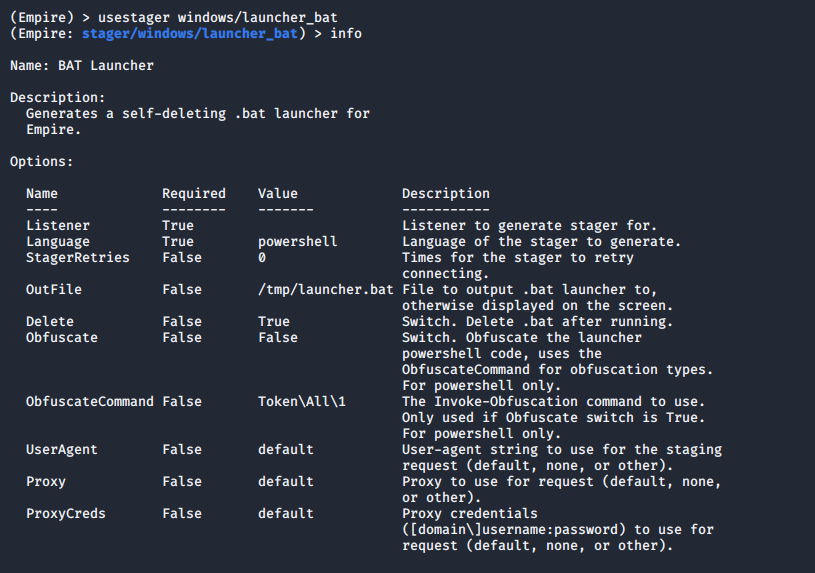 (Empire) > usestager windows/launcher_bat
(Empire: stager/windows/launcher_bat) > info
Name: BAT Launcher
Description:
  Generates a self-deleting .bat launcher for
  Empire.
Options:
  Name             Required    Value             Description
  ----             --------    -------           -----------
  Listener         True                          Listener to generate stager for.
  Language         True        powershell        Language of the stager to generate.
  StagerRetries    False       0                 Times for the stager to retry
                                                 connecting.
  OutFile          False       /tmp/launcher.bat File to output .bat launcher to,
                                                 otherwise displayed on the screen.
  Delete           False       True              Switch. Delete .bat after running.
  Obfuscate        False       False             Switch. Obfuscate the launcher
                                                 powershell code, uses the
                                                 ObfuscateCommand for obfuscation types.
                                                 For powershell only.
  ObfuscateCommand False       Token\All\1       The Invoke-Obfuscation command to use.
                                                 Only used if Obfuscate switch is True.
                                                 For powershell only.
  UserAgent        False       default           User-agent string to use for the staging
                                                 request (default, none, or other).
  Proxy            False       default           Proxy to use for request (default, none,
                                                 or other).
  ProxyCreds       False       default           Proxy credentials
                                                 ([domain\]username:password) to use for
                                                 request (default, none, or other).